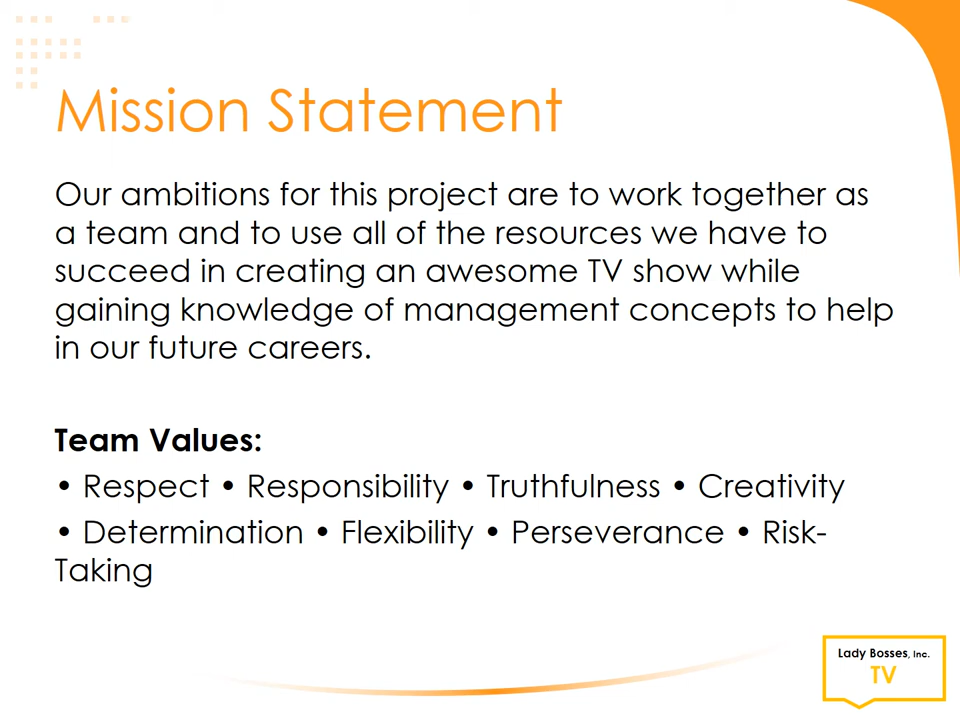 Mission Statement
Our ambitions for this project are to work together as
a team and to use all of the resources we have to
succeed in creating an awesome TV show while
gaining knowledge of management concepts to help
in our future careers.
Team Values:
• Respect • Responsibility • Truthfulness • Creativity
• Determination • Flexibility • Perseverance • Risk-
Taking
Lady Bosses, Inc.
TV